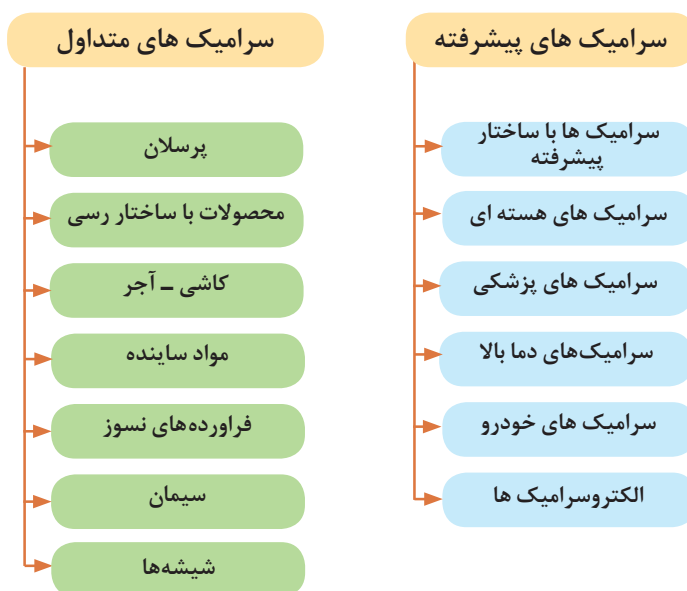 سرامیک های پیشرفته
سرامیک ها با ساختار
پیشرفته
سرامیک های هسته ای
سرامیک های پزشکی
سرامیک‌های دما بالا
سرامیک های خودرو
الکتروسرامیک ها
سرامیک های متداول
پرسلان
محصولات با ساختار رسی
کاشی ـ آجر
مواد ساینده
فراورده‌های نسوز
سیمان
شیشه‌ها